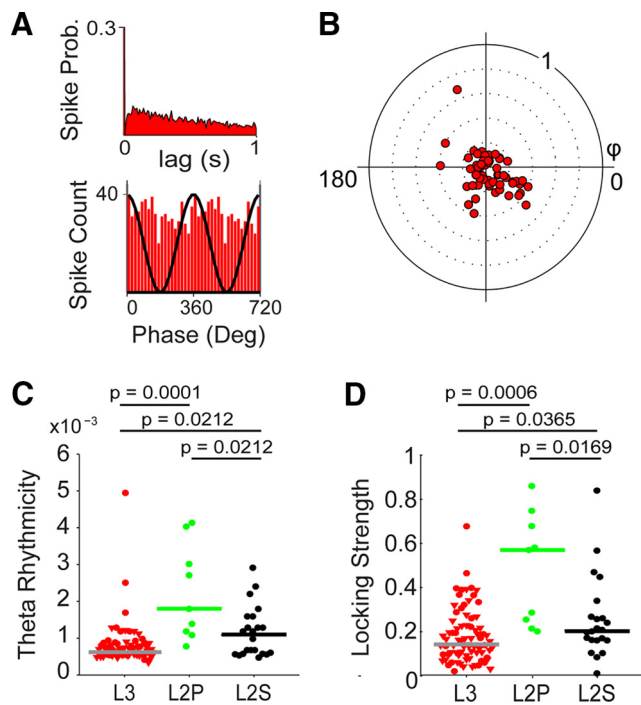 A
0.3
Spike Prob.
0
1
lag (s)
40
Spike Count
0
360
720
Phase (Deg)
B
1
φ
180
0
C
p = 0.0001
p = 0.0212
p = 0.0212
x10⁻³
6
5
4
3
2
1
0
Theta Rhythmicity
L3
L2P
L2S
D
p = 0.0006
p = 0.0365
p = 0.0169
1
0.8
0.6
0.4
0.2
0
Locking Strength
L3
L2P
L2S